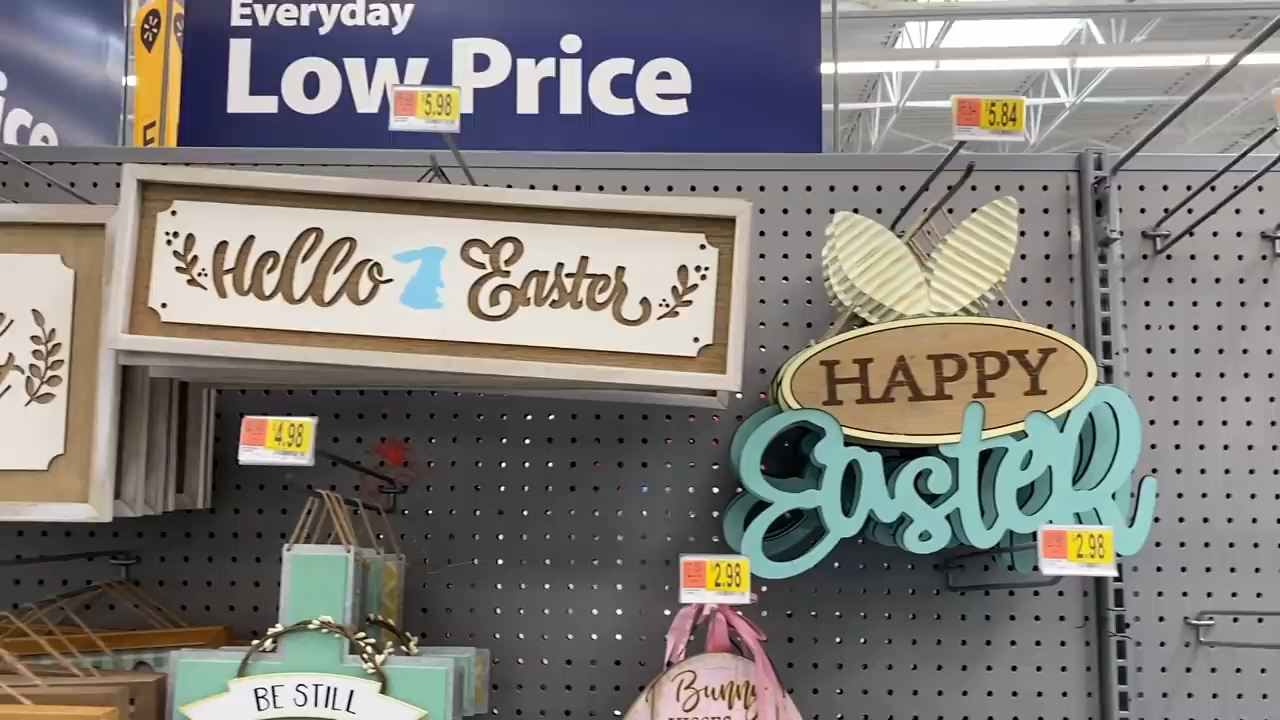 Everyday
Low Price
ice
$5.98
$5.84
Hello Easter
HAPPY
Easter
$4.98
$2.98
$2.98
BE STILL
Bunny